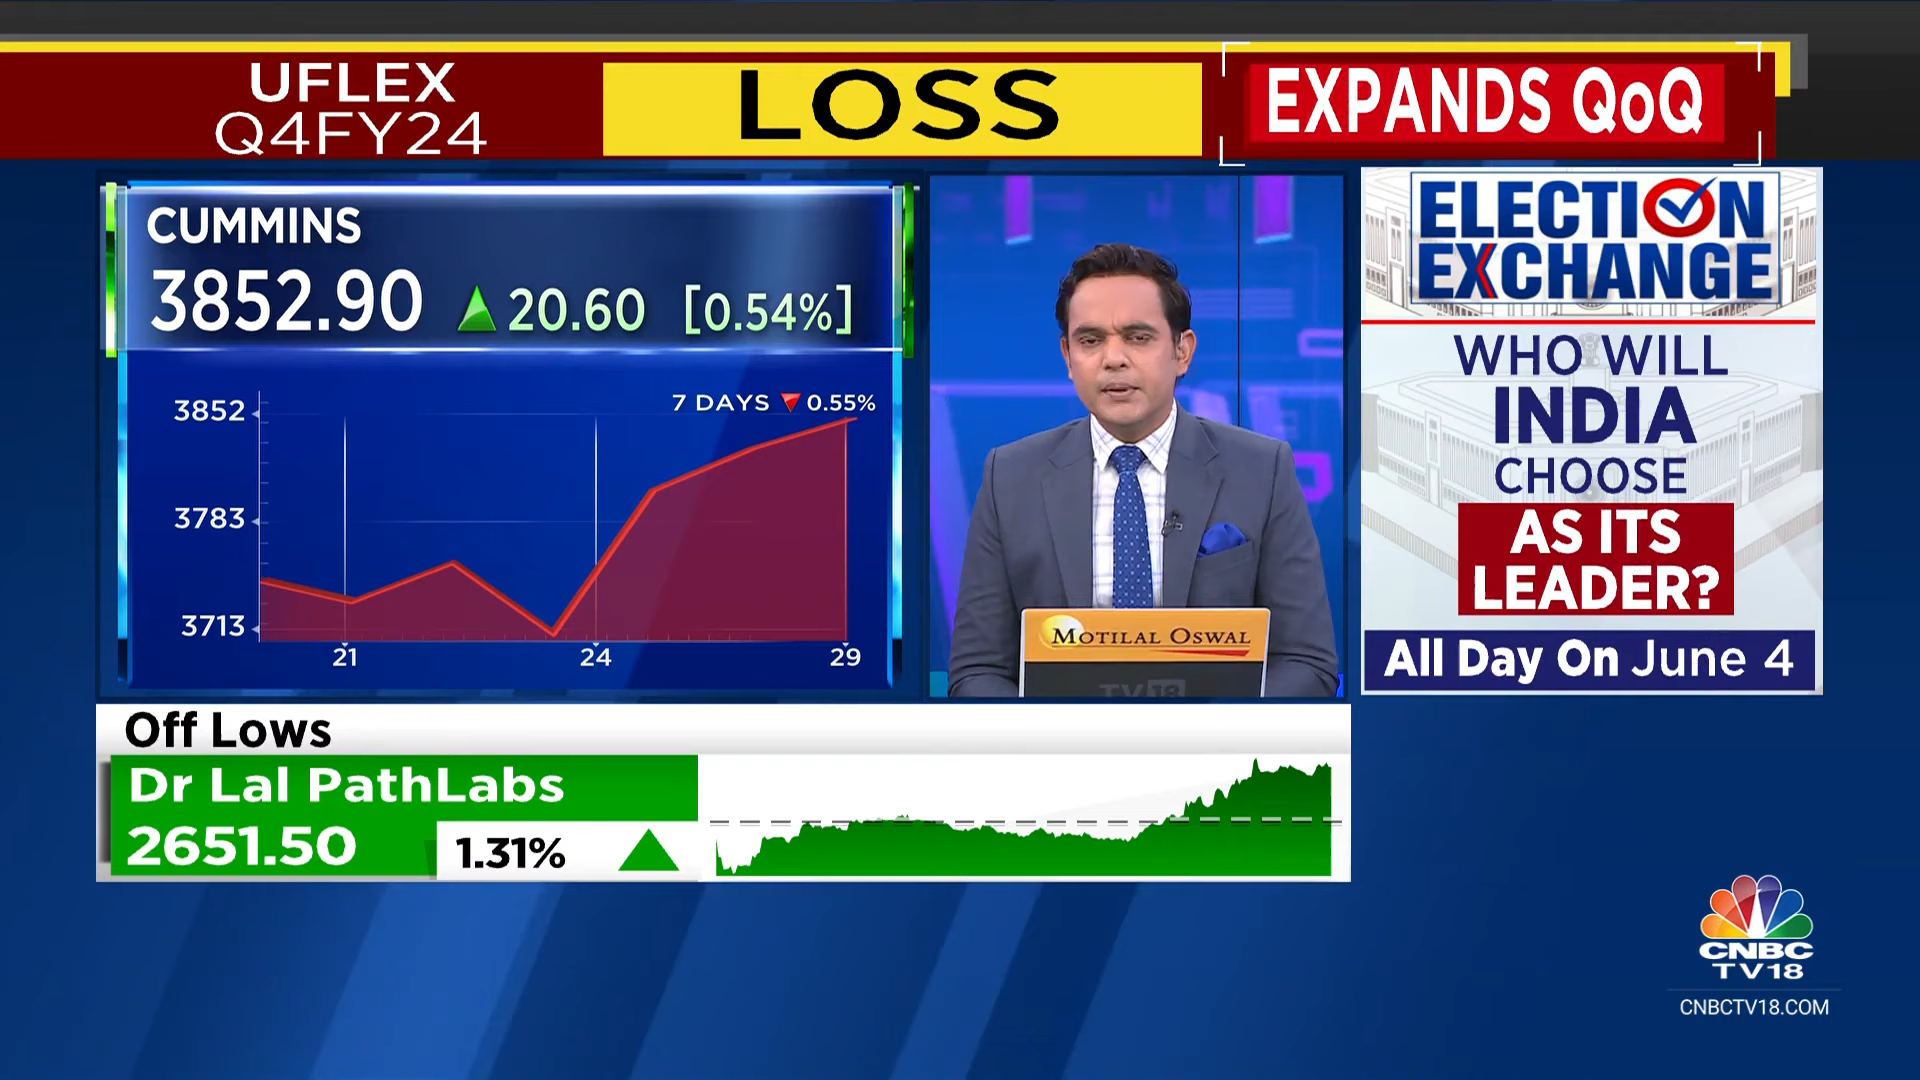 UFLEX
Q4FY24
LOSS
EXPANDS QoQ
CUMMINS
3852.90 20.60 [0.54%]
7 DAYS 0.55%
3852
3783
3713
21 24 29
MOTILAL OSWAL
TV18
ELECTION
EXCHANGE
WHO WILL
INDIA
CHOOSE
AS ITS
LEADER?
All Day On June 4
Off Lows
Dr Lal PathLabs
2651.50
1.31%
CNBC
TV18
CNBCTV18.COM